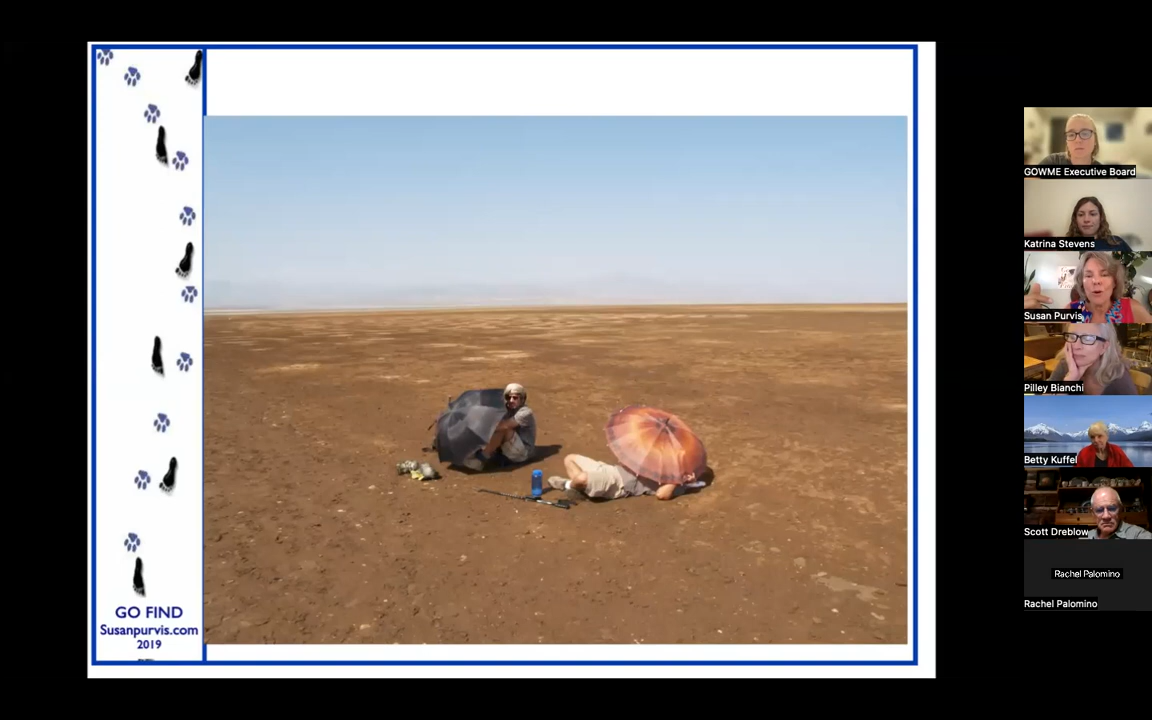 GO FIND
Susanpurvis.com
2019
GOWME Executive Board
Katrina Stevens
Susan Purvis
Pilley Bianchi
Betty Kuffel
Scott Dreblow
Rachel Palomino
Rachel Palomino